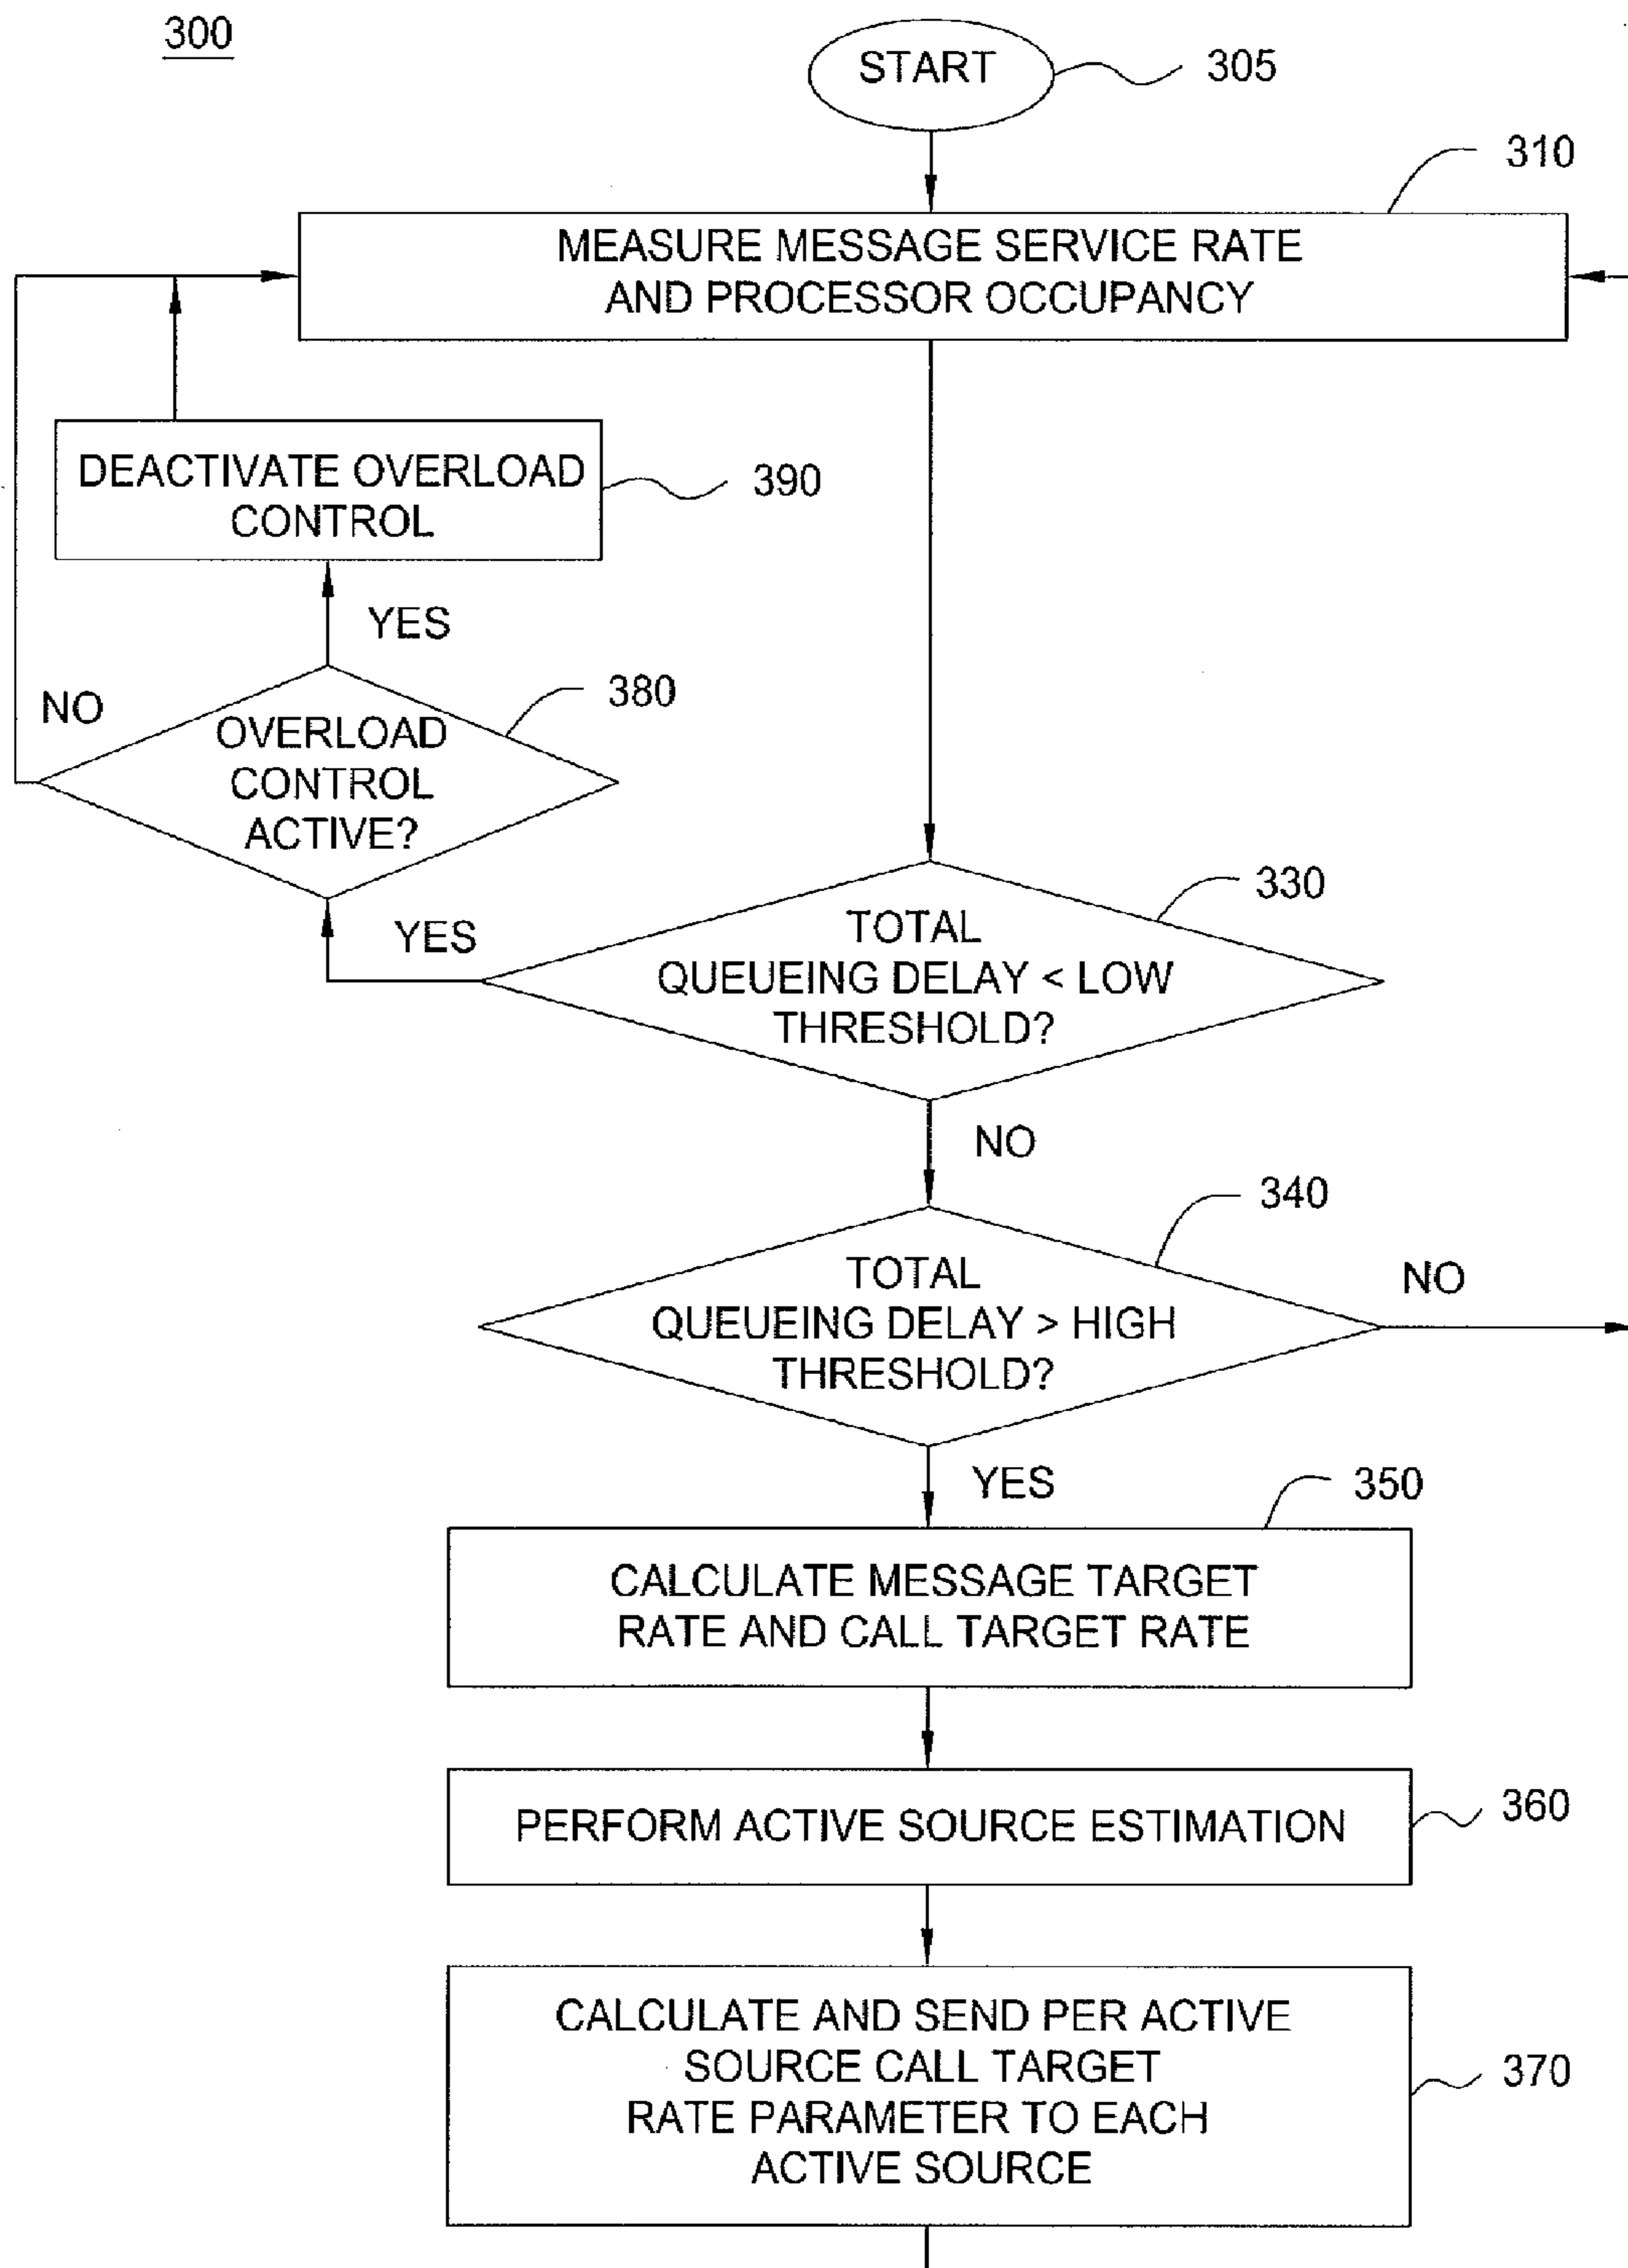 300
START
305
310
MEASURE MESSAGE SERVICE RATE
AND PROCESSOR OCCUPANCY
DEACTIVATE OVERLOAD
CONTROL
390
YES
NO
380
OVERLOAD
CONTROL
ACTIVE?
330
YES
TOTAL
QUEUEING DELAY < LOW
THRESHOLD?
NO
340
TOTAL
QUEUEING DELAY > HIGH
THRESHOLD?
NO
YES
350
CALCULATE MESSAGE TARGET
RATE AND CALL TARGET RATE
PERFORM ACTIVE SOURCE ESTIMATION
360
CALCULATE AND SEND PER ACTIVE
SOURCE CALL TARGET
RATE PARAMETER TO EACH
ACTIVE SOURCE
370